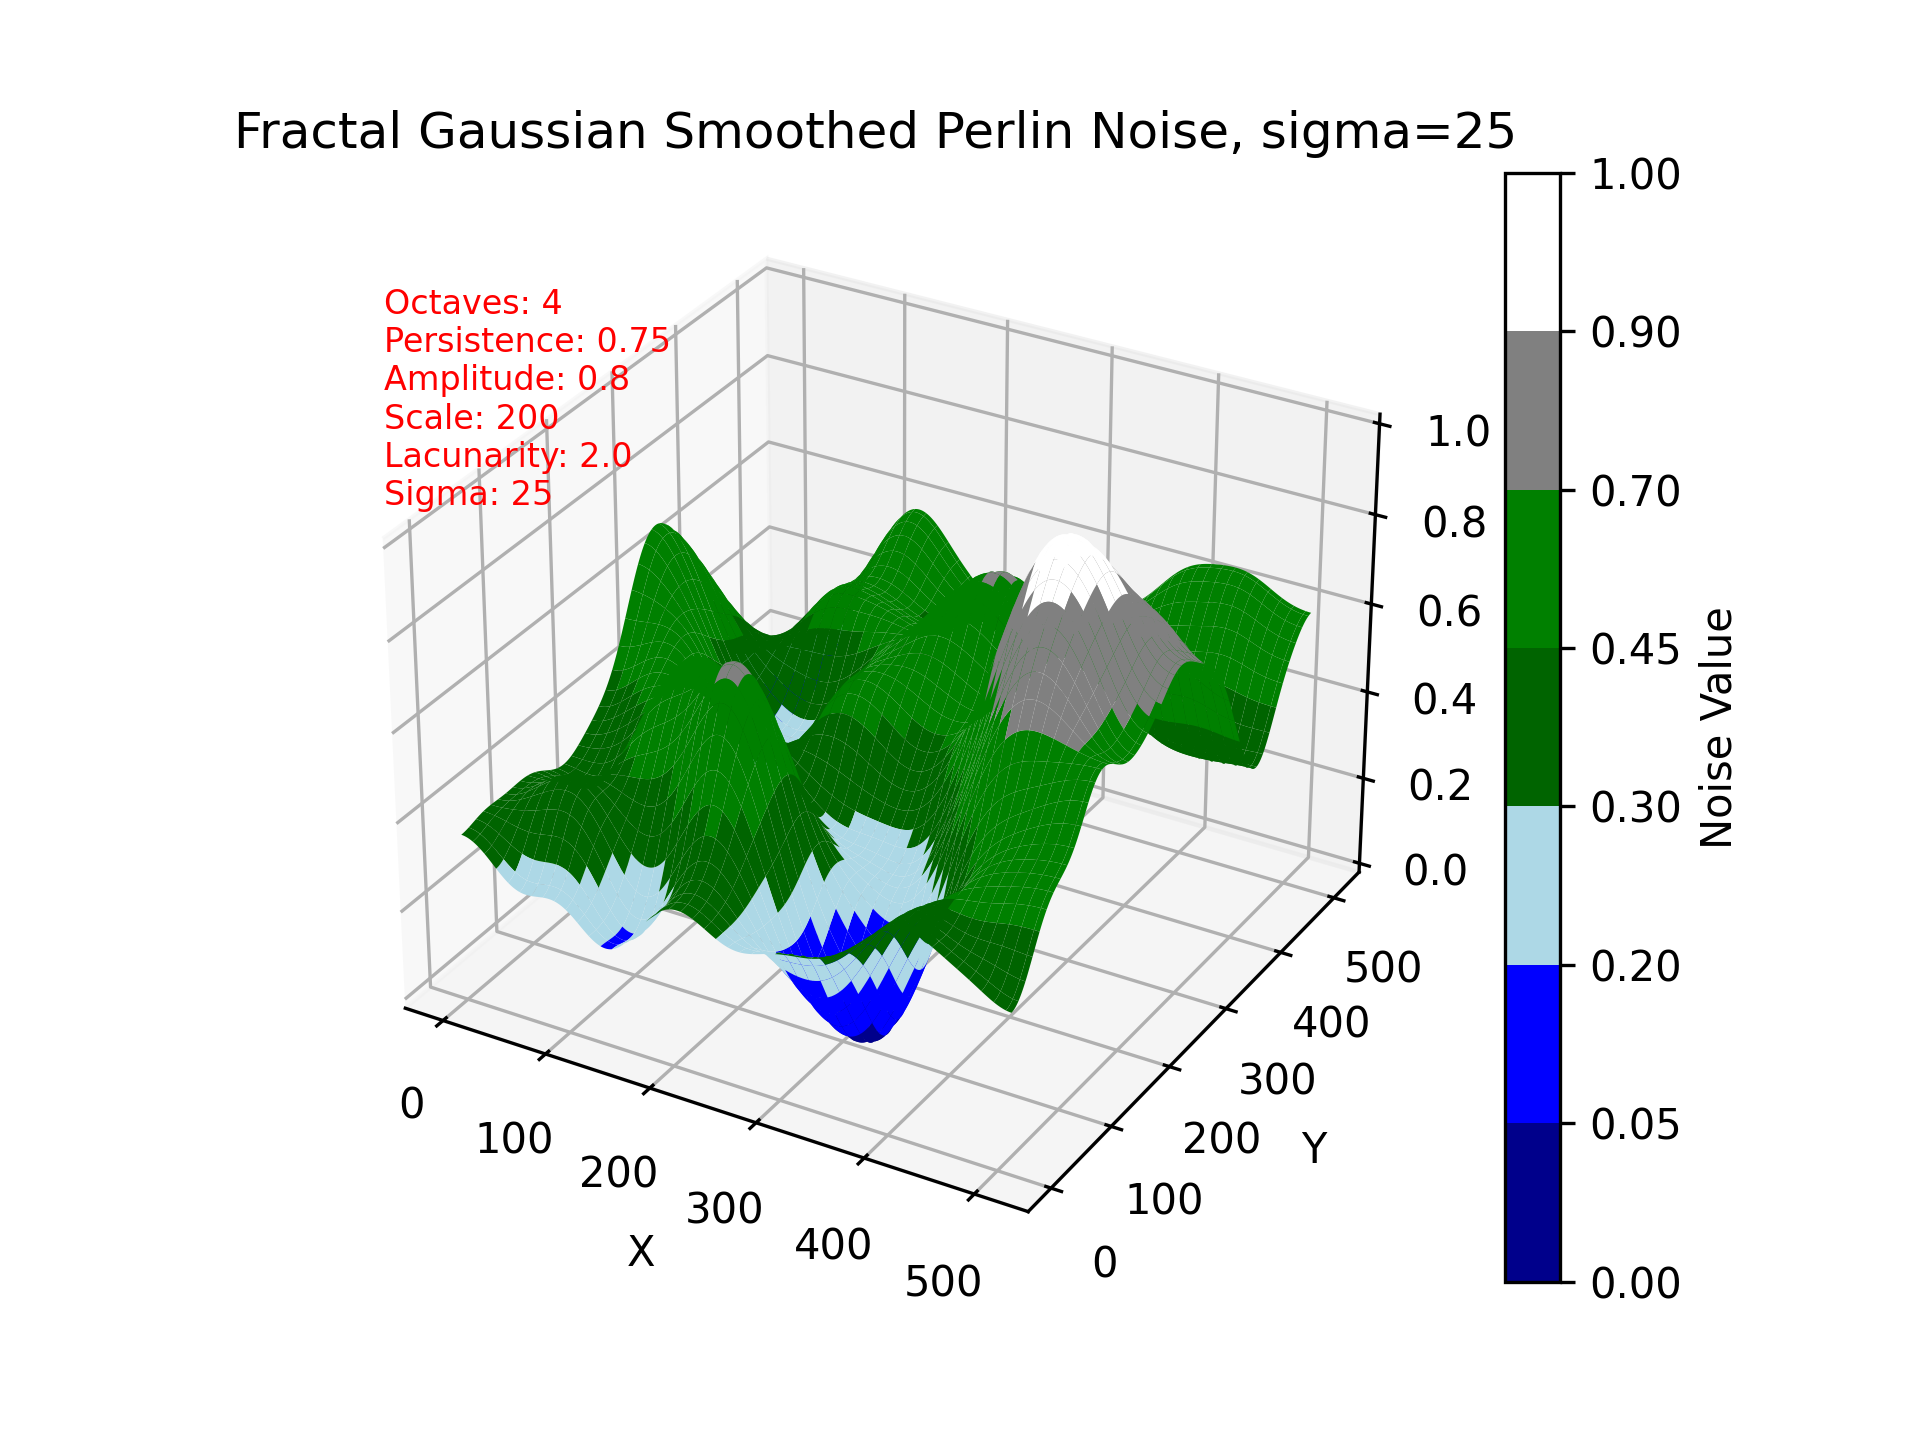 Fractal Gaussian Smoothed Perlin Noise, sigma=25
Octaves: 4
Persistence: 0.75
Amplitude: 0.8
Scale: 200
Lacunarity: 2.0
Sigma: 25
1.0
0.8
0.6
0.4
0.2
0.0
0
100
200
300
400
500
X
0
100
200
300
400
500
Y
1.00
0.90
0.70
0.45
0.30
0.20
0.05
0.00
Noise Value